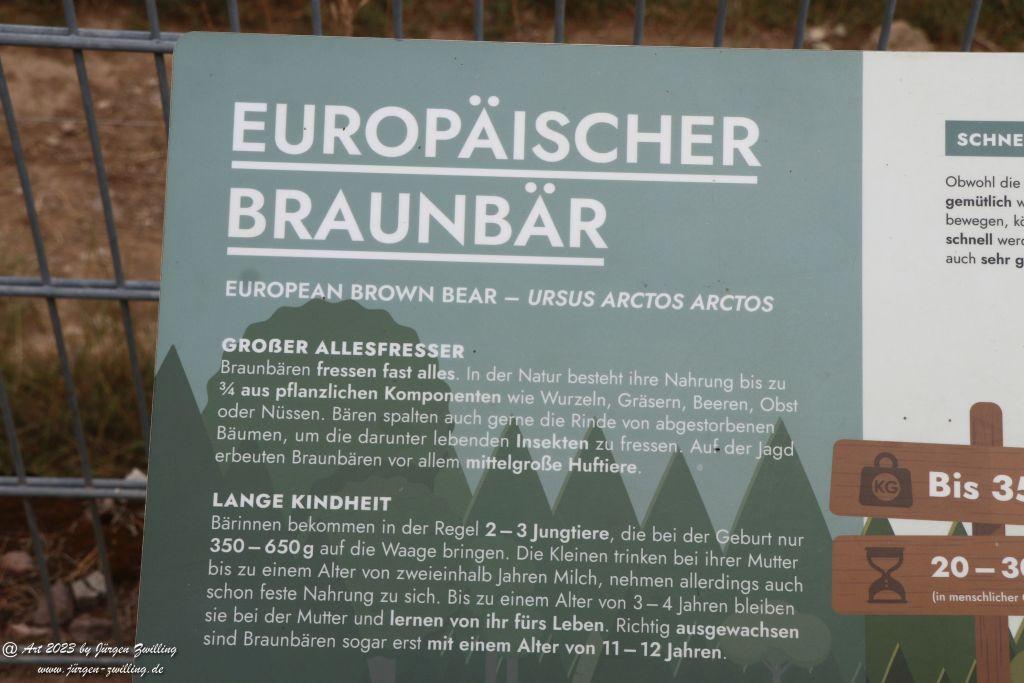 EUROPÄISCHER
BRAUNBÄR
EUROPEAN BROWN BEAR – URSUS ARCTOS ARCTOS
GROßER ALLESFRESSER
Braunbären fressen fast alles. In der Natur besteht ihre Nahrung bis zu
¾ aus pflanzlichen Komponenten wie Wurzeln, Gräsern, Beeren, Obst
oder Nüssen. Bären spalten auch gerne die Rinde von abgestorbenen
Bäumen, um die darunter lebenden Insekten zu fressen. Auf der Jagd
erbeuten Braunbären vor allem mittelgroße Huftiere.
LANGE KINDHEIT
Bärinnen bekommen in der Regel 2 – 3 Jungtiere, die bei der Geburt nur
350 – 650 g auf die Waage bringen. Die Kleinen trinken bei ihrer Mutter
bis zu einem Alter von zweieinhalb Jahren Milch, nehmen allerdings auch
schon feste Nahrung zu sich. Bis zu einem Alter von 3 – 4 Jahren bleiben
sie bei der Mutter und lernen von ihr fürs Leben. Richtig ausgewachsen
sind Braunbären sogar erst mit einem Alter von 11 – 12 Jahren.
SCHNE
Obwohl die
gemütlich w
bewegen, kö
schnell werd
auch sehr g
KG
Bis 35
20 – 30
(in menschlicher
@ Art 2023 by Jürgen Zwilling
www.jürgen-zwilling.de